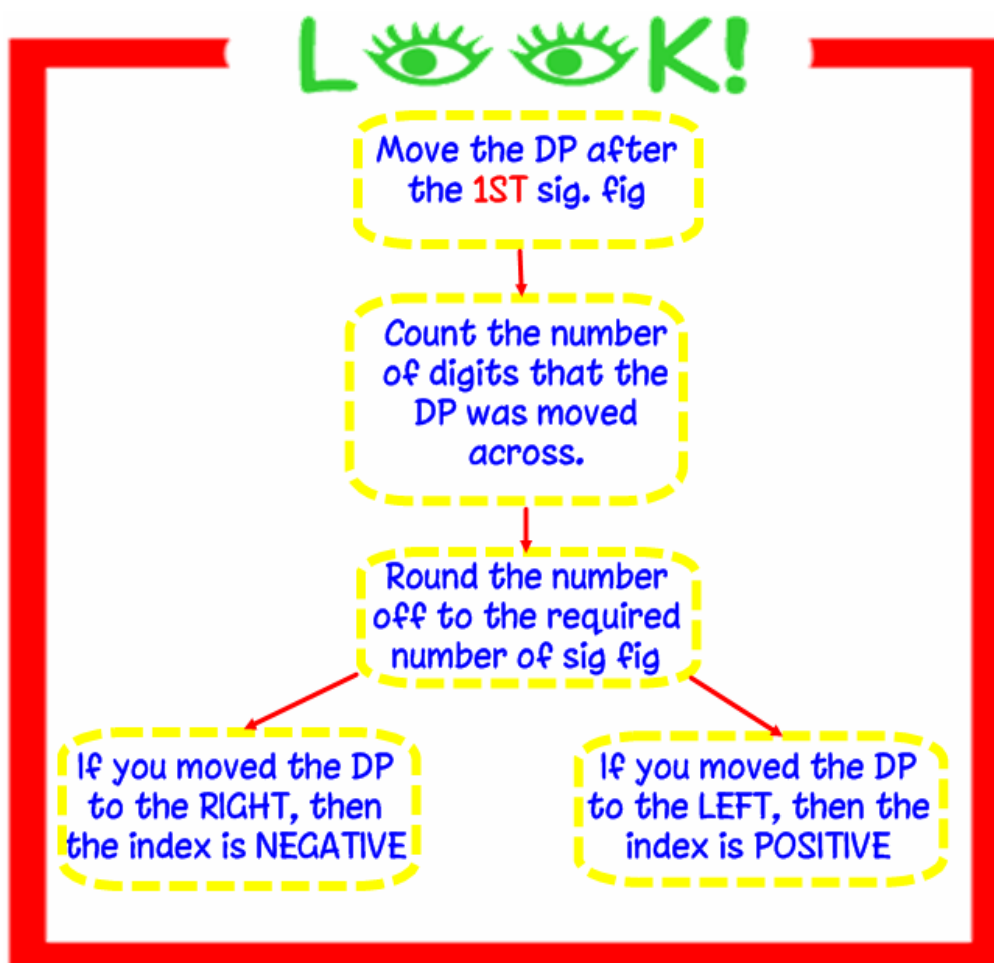 LOOK!
Move the DP after
the 1ST sig. fig
Count the number
of digits that the
DP was moved
across.
Round the number
off to the required
number of sig fig
If you moved the DP
to the RIGHT, then
the index is NEGATIVE
If you moved the DP
to the LEFT, then the
index is POSITIVE